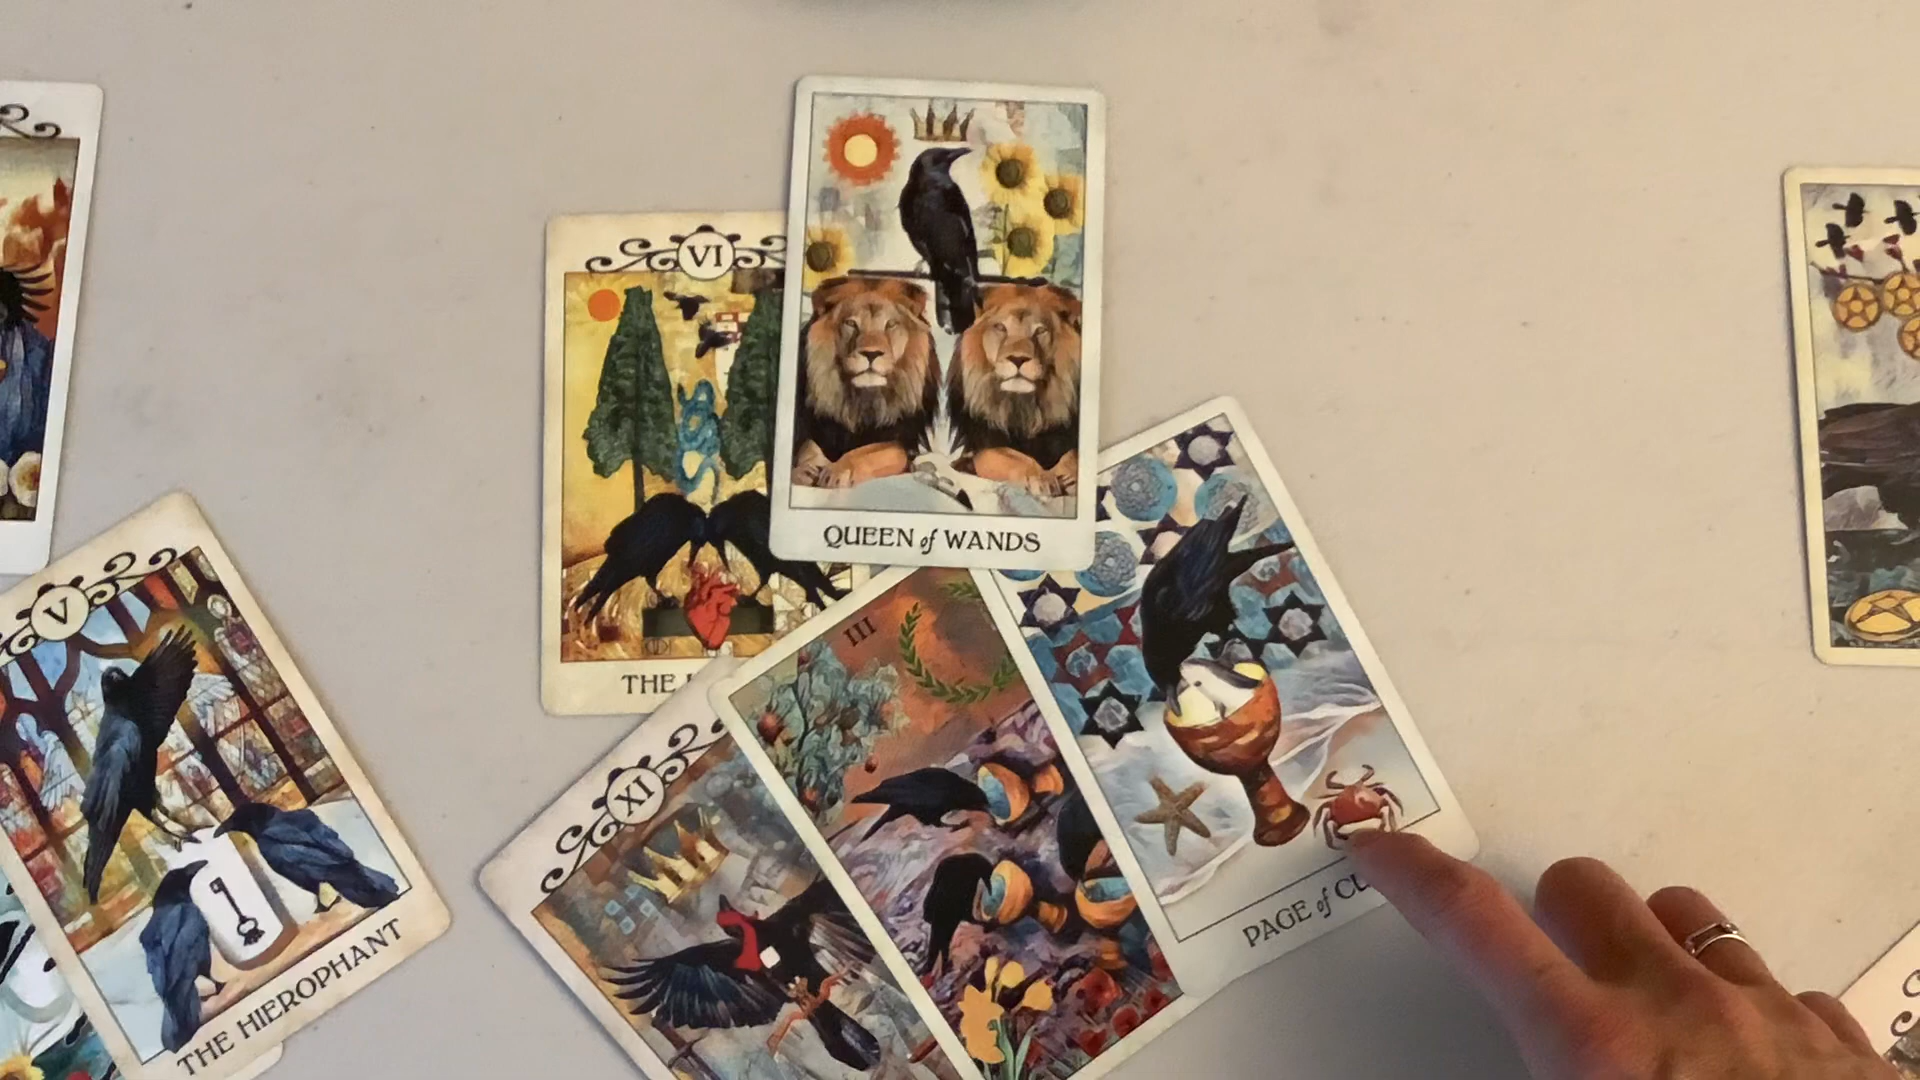 VI
QUEEN of WANDS
THE
III
XI
PAGE of CU
V
THE HIEROPHANT